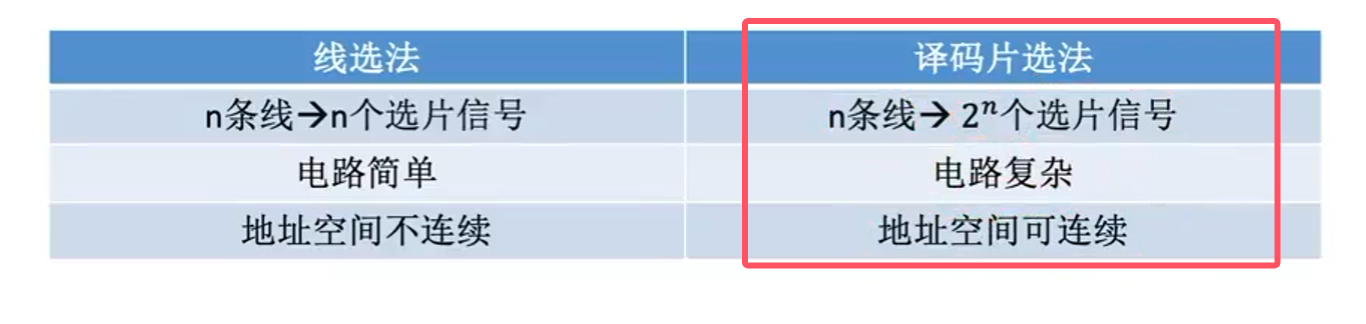 线选法 译码片选法
n条线→n个选片信号 n条线→ 2ⁿ个选片信号
电路简单 电路复杂
地址空间不连续 地址空间可连续